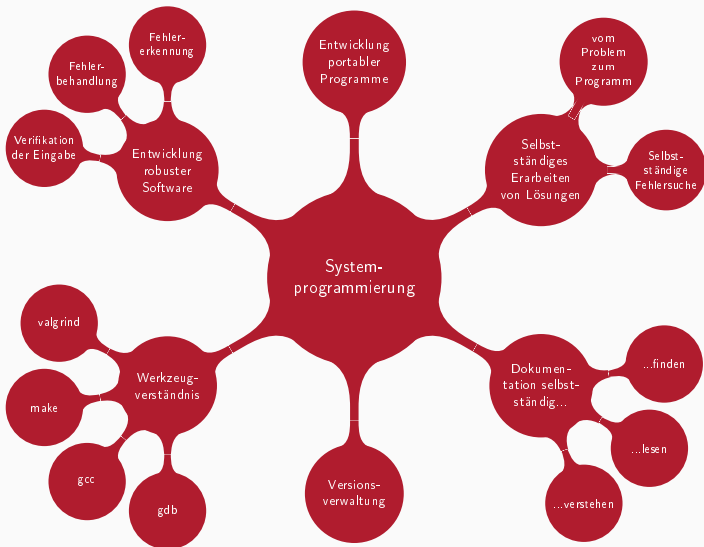 Fehler-
erkennung
Fehler-
behandlung
Verifikation
der Eingabe
Entwicklung
robuster
Software
Entwicklung
portabler
Programme
vom
Problem
zum
Programm
Selbst-
ständiges
Erarbeiten
von Lösungen
Selbst-
ständige
Fehlersuche
System-
programmierung
valgrind
make
gcc
gdb
Werkzeug-
verständnis
Versions-
verwaltung
Dokumen-
tation selbst-
ständig...
...finden
...lesen
...verstehen